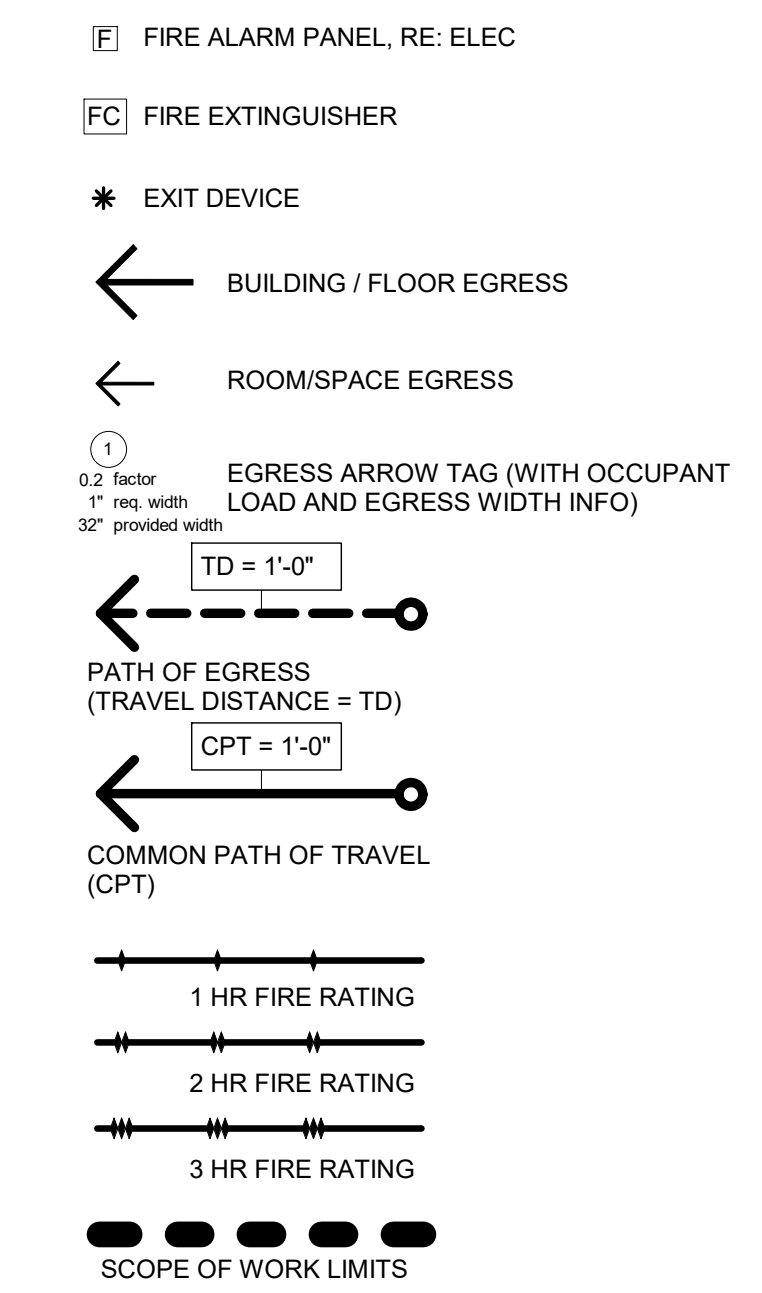 F FIRE ALARM PANEL, RE: ELEC
FC FIRE EXTINGUISHER
EXIT DEVICE
BUILDING / FLOOR EGRESS
ROOM/SPACE EGRESS
1
0.2 factor
1" req. width
32" provided width
EGRESS ARROW TAG (WITH OCCUPANT
LOAD AND EGRESS WIDTH INFO)
TD = 1'-0"
PATH OF EGRESS
(TRAVEL DISTANCE = TD)
CPT = 1'-0"
COMMON PATH OF TRAVEL
(CPT)
1 HR FIRE RATING
2 HR FIRE RATING
3 HR FIRE RATING
SCOPE OF WORK LIMITS